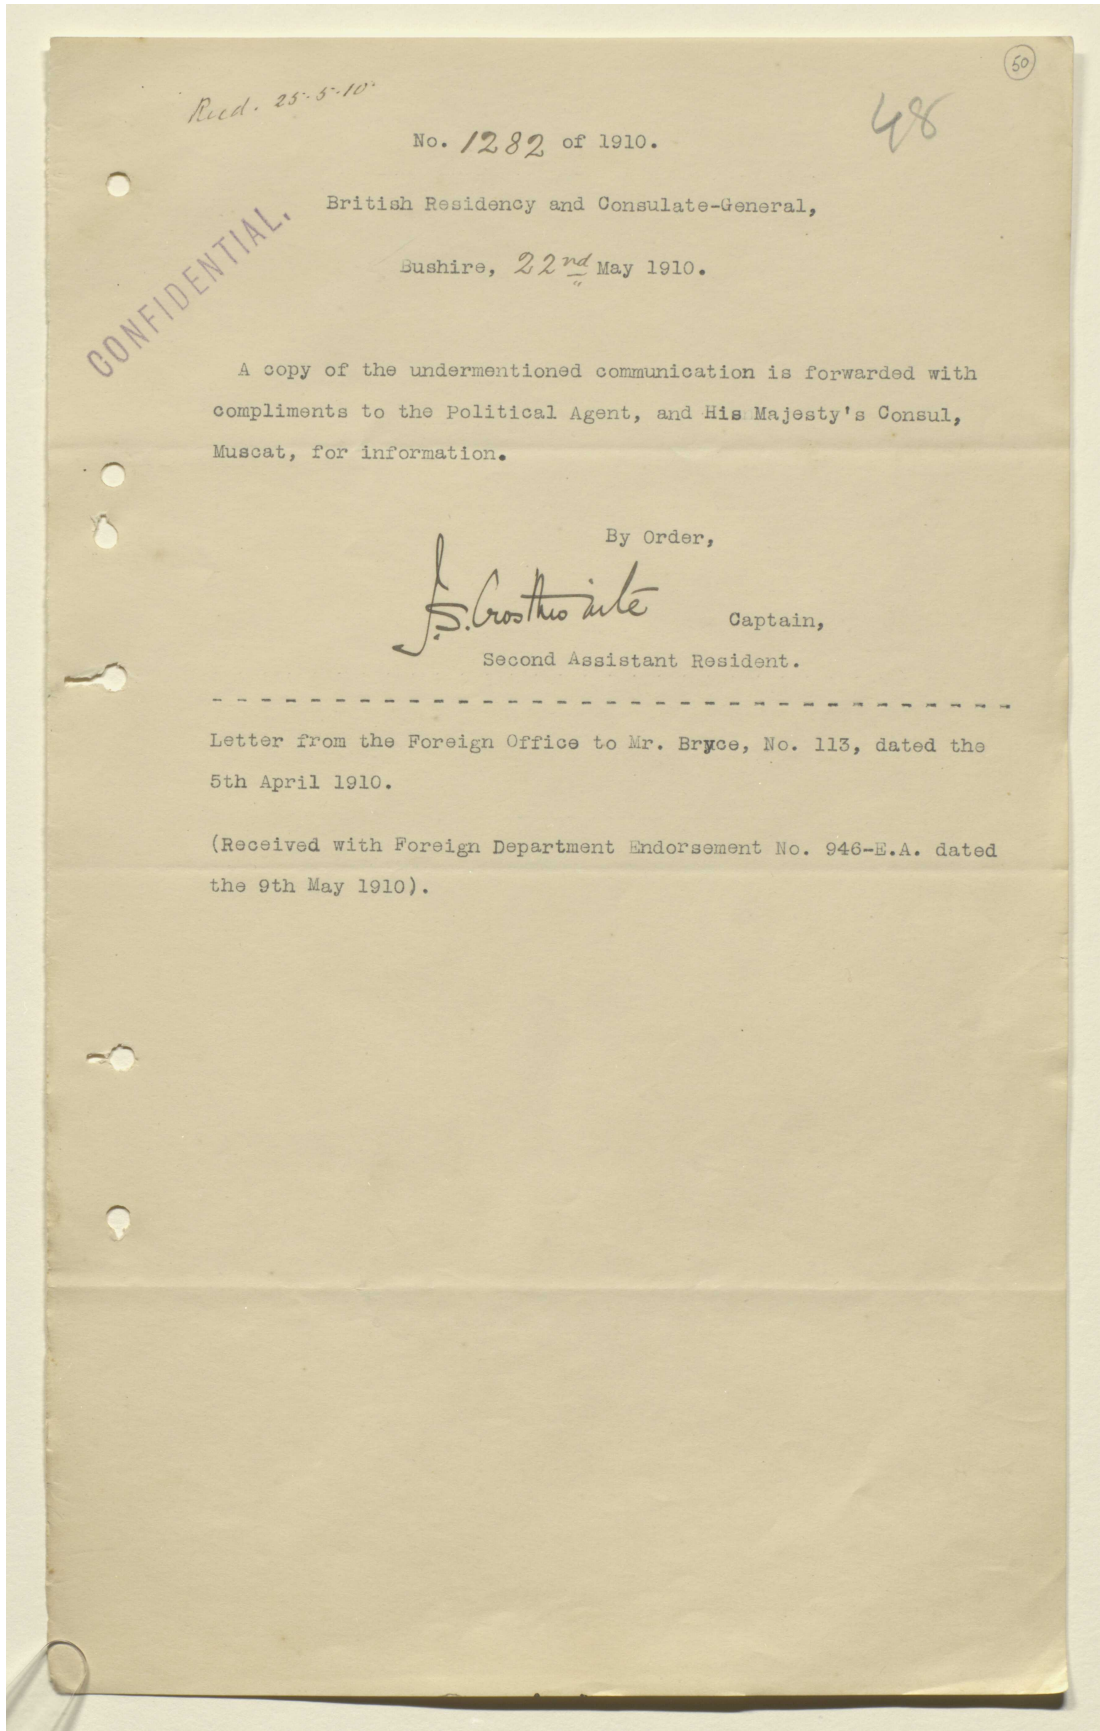 50
Recd. 25-5-10.
48
No. 1282 of 1910.
CONFIDENTIAL.
British Residency and Consulate-General,
Bushire, 22nd May 1910.
A copy of the undermentioned communication is forwarded with
compliments to the Political Agent, and His Majesty's Consul,
Muscat, for information.
By Order,
J.S. Crosthwaite
Captain,
Second Assistant Resident.
Letter from the Foreign Office to Mr. Bryce, No. 113, dated the
5th April 1910.
(Received with Foreign Department Endorsement No. 946-E.A. dated
the 9th May 1910).